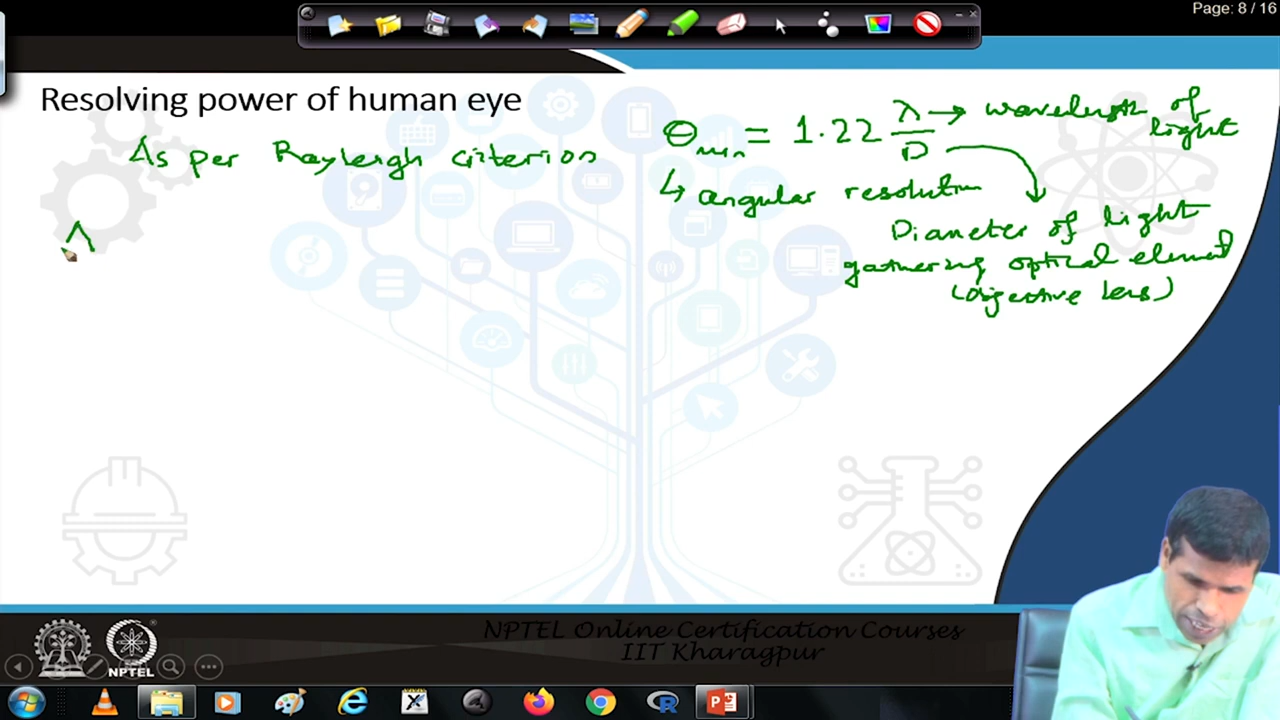 Page: 8 / 16
Resolving power of human eye
As per Rayleigh criterion
θmin = 1.22 λ/D → wavelength of light
↳ angular resolution
Diameter of light
gathering optical element
(objective lens)
NPTEL Online Certification Courses
IIT Kharagpur
NPTEL